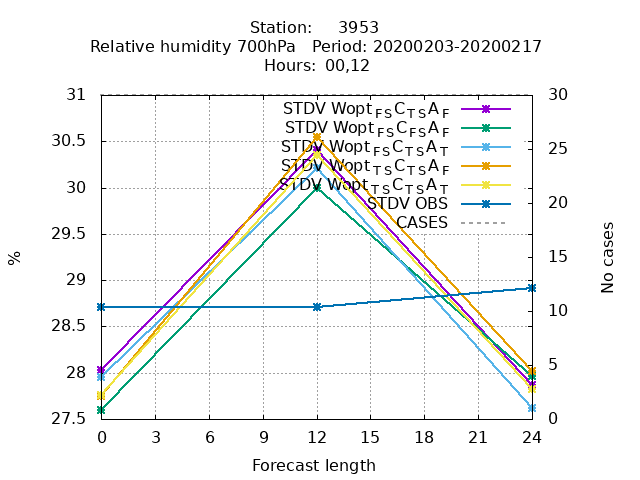 Station: 3953
Relative humidity 700hPa Period: 20200203-20200217
Hours: 00,12
31
30.5
30
29.5
29
28.5
28
27.5
%
STDV Wopt FS C TS A F
STDV Wopt FS C FS A F
STDV Wopt FS C TS A T
STDV Wopt TS C TS A F
STDV Wopt TS C TS A T
STDV OBS
CASES
30
25
20
15
10
5
0
No cases
0 3 6 9 12 15 18 21 24
Forecast length